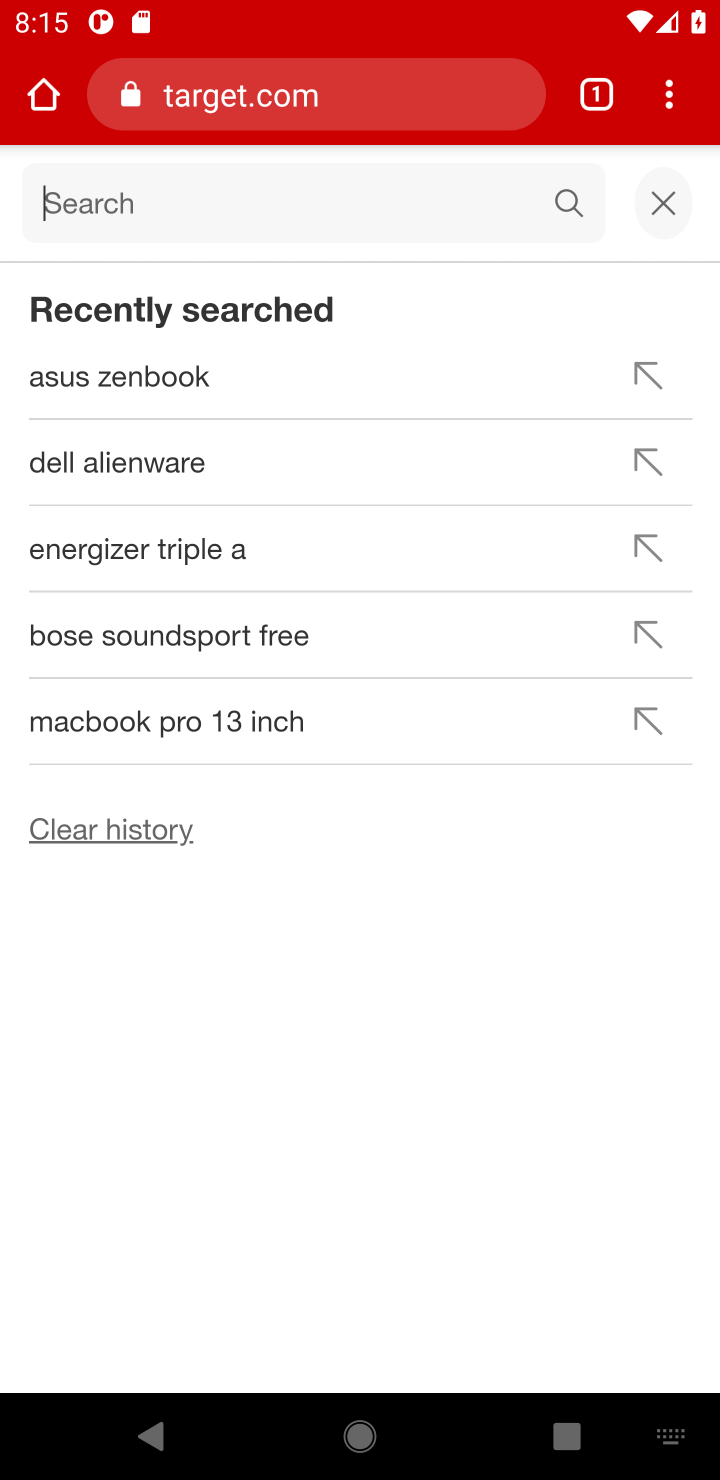 8:15
target.com
1
Search
Recently searched
asus zenbook
dell alienware
energizer triple a
bose soundsport free
macbook pro 13 inch
Clear history